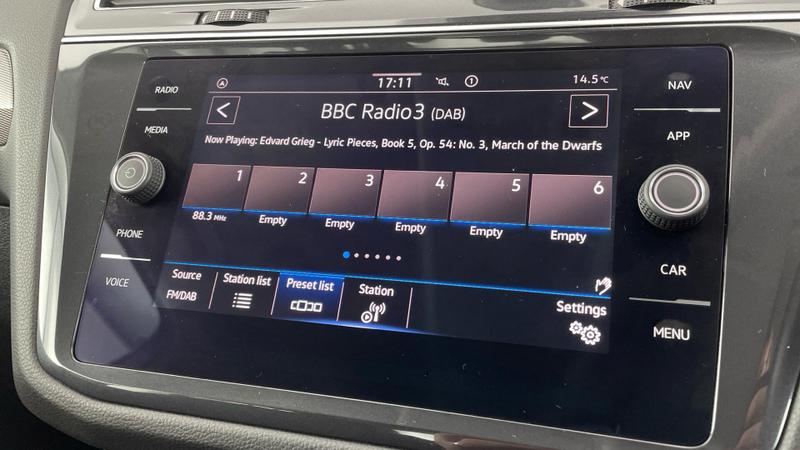 RADIO
MEDIA
PHONE
VOICE
17:11
1
14.5°C
<
BBC Radio3 (DAB)
>
Now Playing: Edvard Grieg - Lyric Pieces, Book 5, Op. 54: No. 3, March of the Dwarfs
1 2 3 4 5 6
88.3 MHz Empty Empty Empty Empty Empty
Source
FM/DAB
Station list
Preset list
Station
Settings
NAV
APP
CAR
MENU